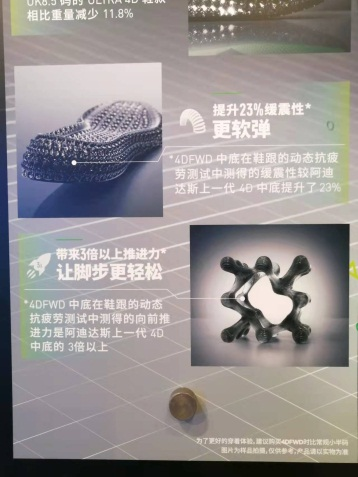 UK8.5 码的 ULTRA 4D 鞋款
相比重量减少 11.8%
提升23%缓震性*
更软弹
*4DFWD 中底在鞋跟的动态抗疲
劳测试中测得的缓震性较阿迪
达斯上一代 4D 中底提升了23%
带来3倍以上推进力*
让脚步更轻松
*4DFWD 中底在鞋跟的动态
抗疲劳测试中测得的向前推
进力是阿迪达斯上一代 4D
中底的 3倍以上
为了更好的穿着体验,建议购买4DFWD时比常规小半码
图片为样品拍摄,仅供参考,产品请以实物为准